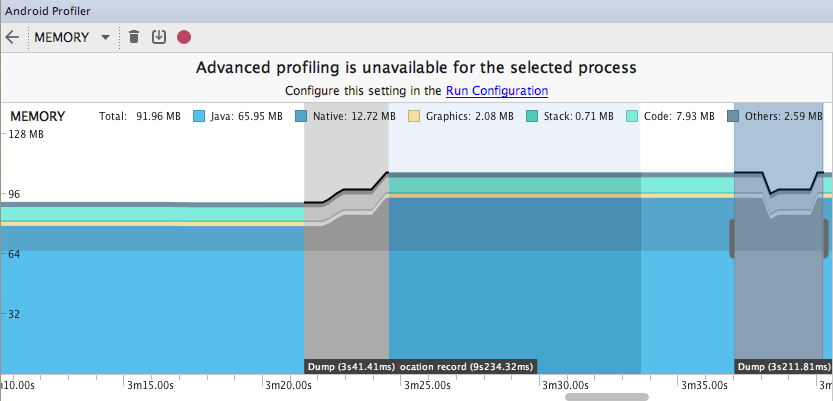 Android Profiler
MEMORY
Advanced profiling is unavailable for the selected process
Configure this setting in the Run Configuration
MEMORY Total: 91.96 MB Java: 65.95 MB Native: 12.72 MB Graphics: 2.08 MB Stack: 0.71 MB Code: 7.93 MB Others: 2.59 MB
128 MB
96
64
32
Dump (3s41.41ms) ocation record (9s234.32ms) Dump (3s211.81ms)
n10.00s 3m15.00s 3m20.00s 3m25.00s 3m30.00s 3m35.00s 3m